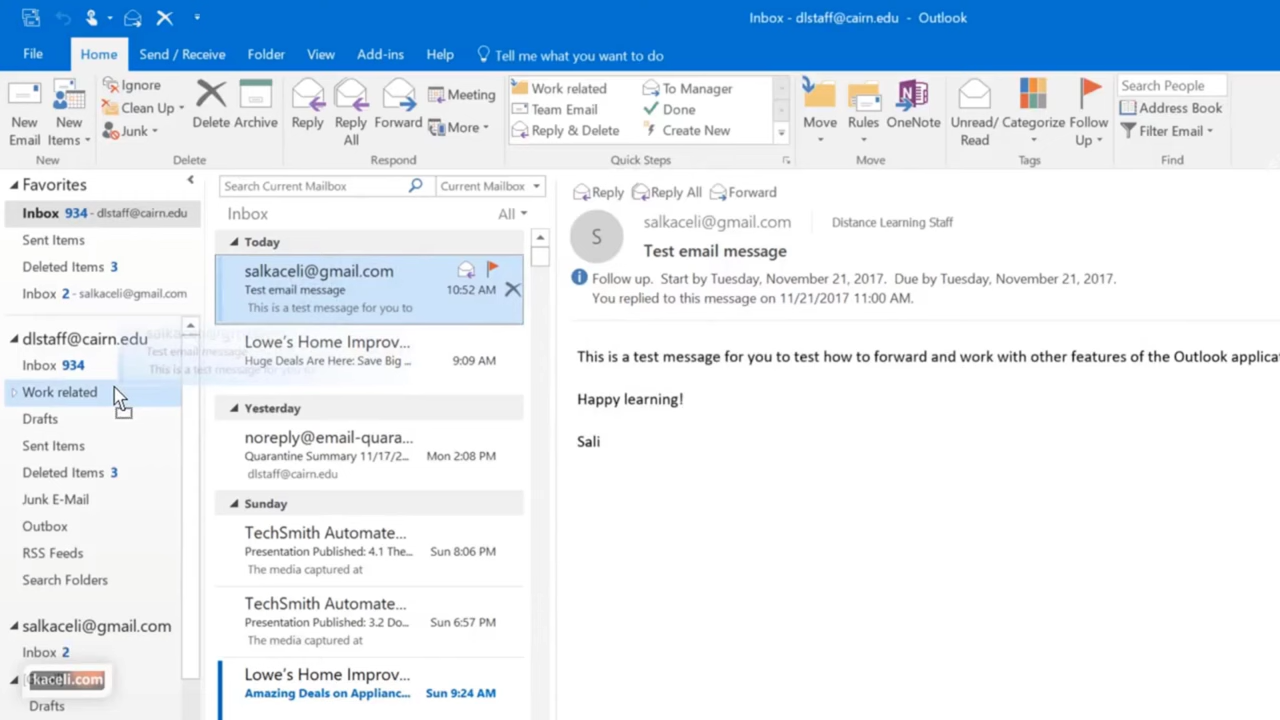 Inbox - dlstaff@cairn.edu - Outlook
File Home Send / Receive Folder View Add-ins Help Tell me what you want to do
Ignore
Clean Up
Junk
New Email
New Items
Delete
Archive
Reply
Reply All
Forward
Meeting
More
Work related
Team Email
Reply & Delete
To Manager
Done
Create New
Move
Rules
OneNote
Unread/ Read
Categorize
Follow Up
Search People
Address Book
Filter Email
New Delete Respond Quick Steps Move Tags Find
Favorites
Inbox 934 - dlstaff@cairn.edu
Sent Items
Deleted Items 3
Inbox 2 - salkaceli@gmail.com
dlstaff@cairn.edu
Inbox 934
Work related
Drafts
Sent Items
Deleted Items 3
Junk E-Mail
Outbox
RSS Feeds
Search Folders
salkaceli@gmail.com
Inbox 2
kaceli.com
Drafts
salkaceli@gmail.com
Test email message
This is a test message for you to
Search Current Mailbox Current Mailbox
Inbox All
Today
salkaceli@gmail.com
Test email message 10:52 AM
This is a test message for you to
Lowe's Home Improv...
Huge Deals Are Here: Save Big ... 9:09 AM
Yesterday
noreply@email-quara...
Quarantine Summary 11/17/2... Mon 2:08 PM
dlstaff@cairn.edu
Sunday
TechSmith Automate...
Presentation Published: 4.1 The... Sun 8:06 PM
The media captured at
TechSmith Automate...
Presentation Published: 3.2 Do... Sun 6:57 PM
The media captured at
Lowe's Home Improv...
Amazing Deals on Applianc... Sun 9:24 AM
Reply Reply All Forward
S
salkaceli@gmail.com Distance Learning Staff
Test email message
Follow up. Start by Tuesday, November 21, 2017. Due by Tuesday, November 21, 2017.
You replied to this message on 11/21/2017 11:00 AM.
This is a test message for you to test how to forward and work with other features of the Outlook applica
Happy learning!
Sali